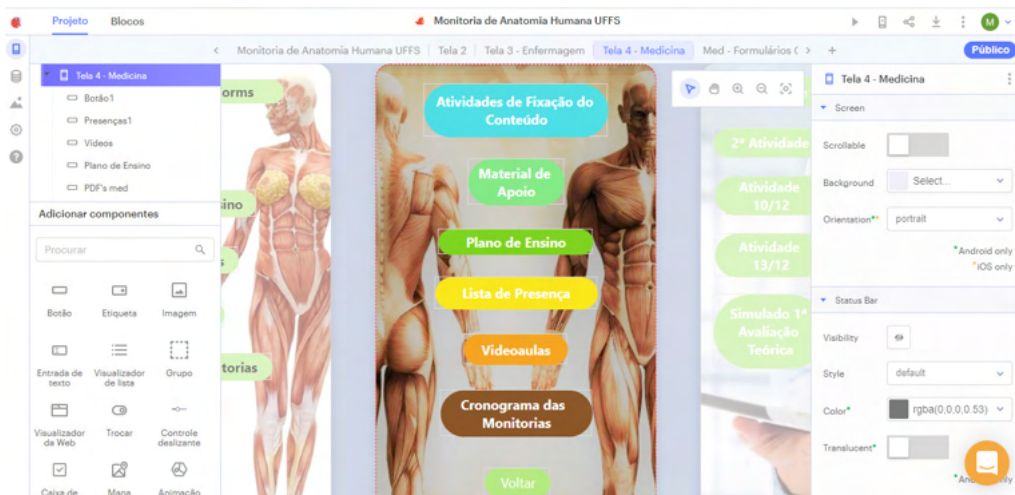 Projeto Blocos
Monitoria de Anatomia Humana UFFS
M
Monitoria de Anatomia Humana UFFS
Tela 2
Tela 3 - Enfermagem
Tela 4 - Medicina
Med - Formulários (
Público
Tela 4 - Medicina
Botão1
Presenças1
Vídeos
Plano de Ensino
PDF's med
Adicionar componentes
Procurar
Botão
Etiqueta
Imagem
Entrada de
texto
Visualizador
de lista
Grupo
Visualizador
da Web
Trocar
Controle
deslizante
Caixa de
Mapa
Animação
orms
ino
s
torias
Atividades de Fixação do
Conteúdo
Material de
Apoio
Plano de Ensino
Lista de Presença
Videoaulas
Cronograma das
Monitorias
Voltar
2ª Atividade
Atividade
10/12
Atividade
13/12
Simulado 1ª
Avaliação
Teórica
Tela 4 - Medicina
Screen
Scrollable
Background Select...
Orientation** portrait
*Android only
*iOS only
Status Bar
Visibility
Style default
Color* rgba(0,0,0,0.53)
Translucent*